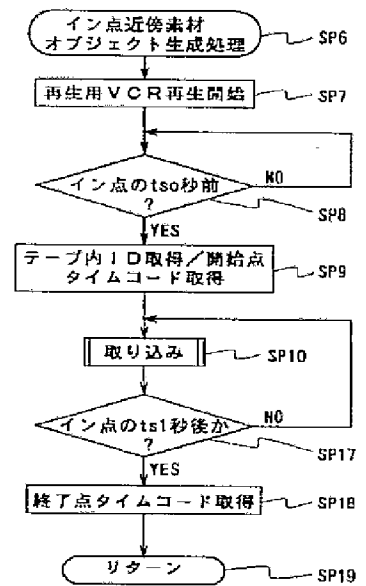 イン点近傍素材
オブジェクト生成処理
SP6
再生用VCR再生開始
SP7
イン点のtso秒前
?
NO
SP8
YES
テープ内ID取得/開始点
タイムコード取得
SP9
取り込み
SP10
イン点のts1秒後か
?
NO
SP17
YES
終了点タイムコード取得
SP18
リターン
SP19